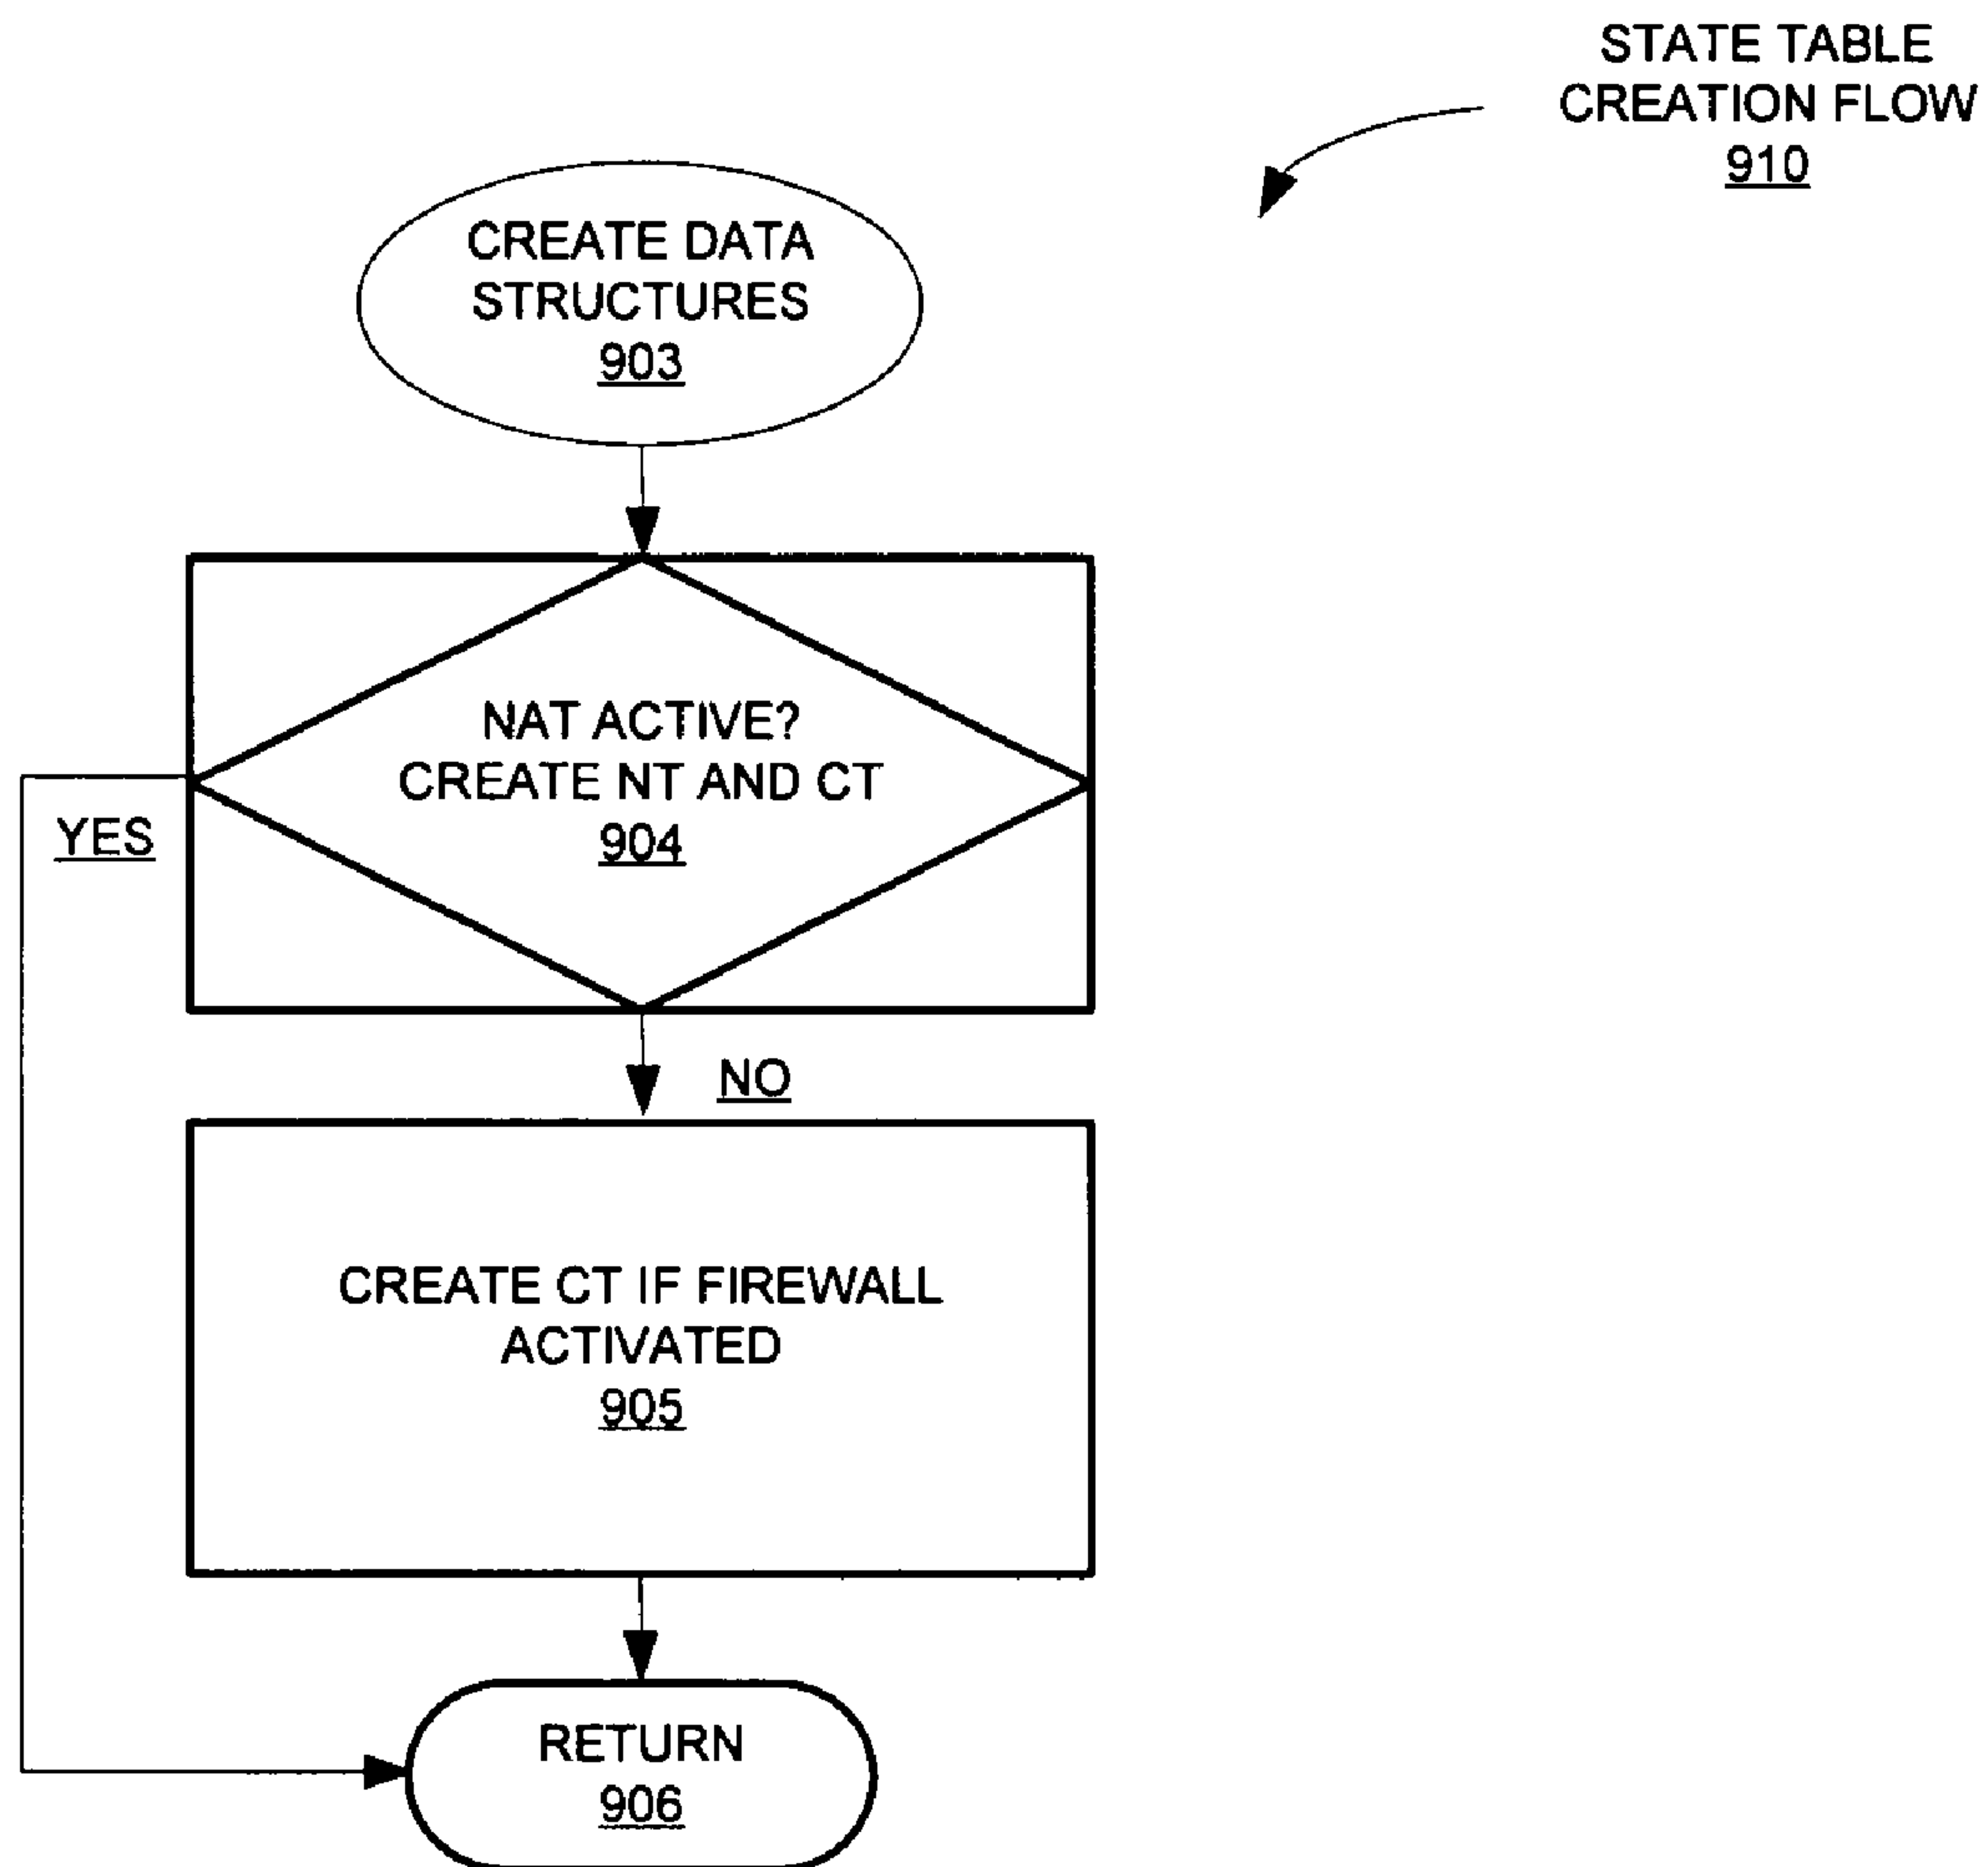 STATE TABLE
CREATION FLOW
910
CREATE DATA
STRUCTURES
903
NAT ACTIVE?
CREATE NT AND CT
904
YES
NO
CREATE CT IF FIREWALL
ACTIVATED
905
RETURN
906